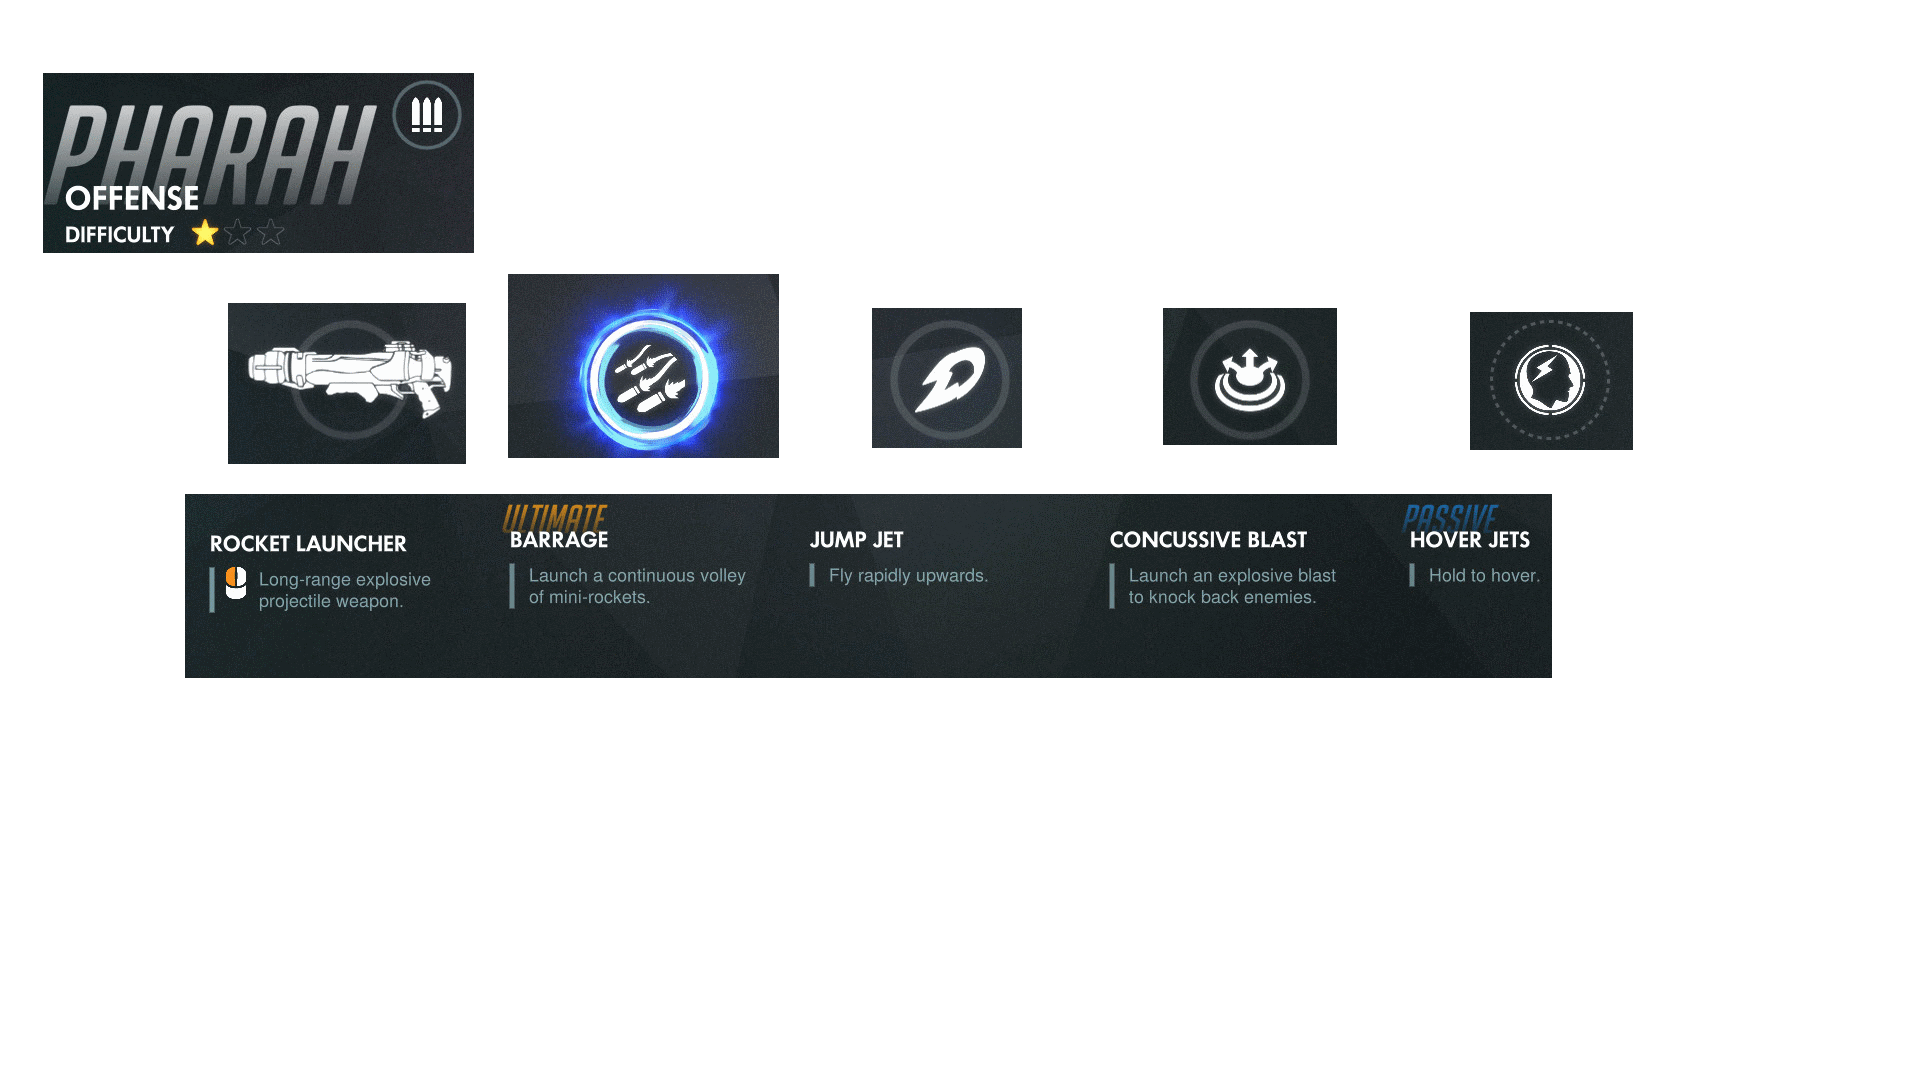 PHARAH
OFFENSE
DIFFICULTY
ROCKET LAUNCHER
Long-range explosive
projectile weapon.
ULTIMATE
BARRAGE
Launch a continuous volley
of mini-rockets.
JUMP JET
Fly rapidly upwards.
CONCUSSIVE BLAST
Launch an explosive blast
to knock back enemies.
PASSIVE
HOVER JETS
Hold to hover.